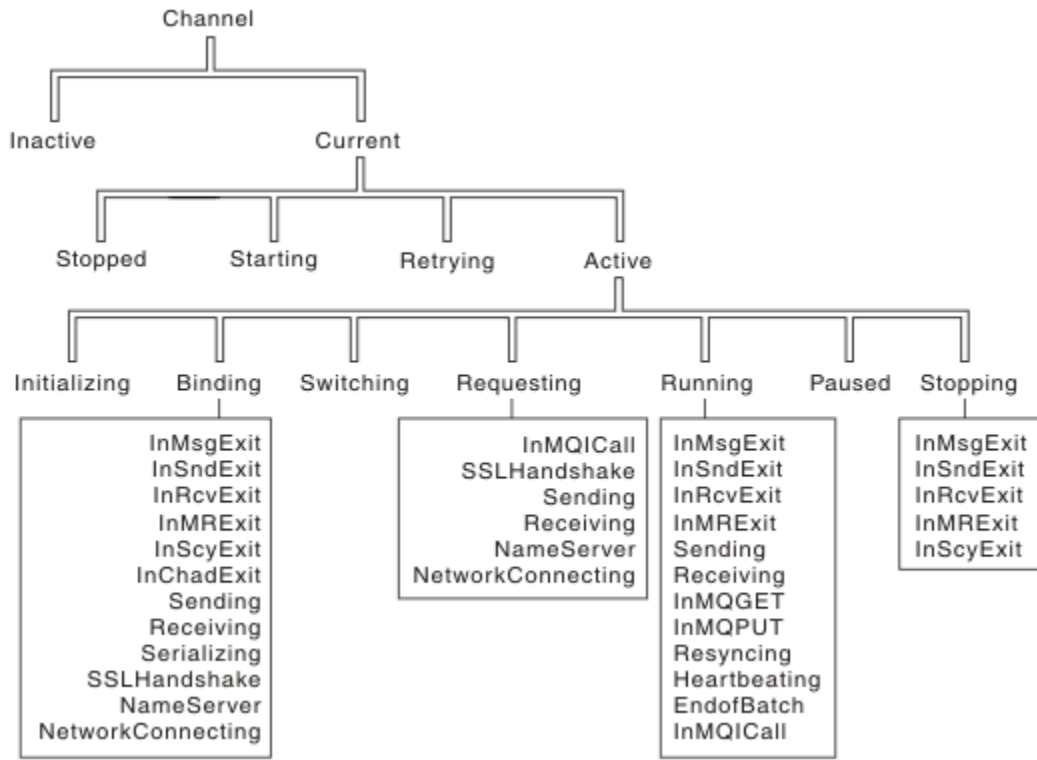 Channel
Inactive
Current
Stopped
Starting
Retrying
Active
Initializing
Binding
Switching
Requesting
Running
Paused
Stopping
InMsgExit
InSndExit
InRcvExit
InMRExit
InScyExit
InChadExit
Sending
Receiving
Serializing
SSLHandshake
NameServer
NetworkConnecting
InMQICall
SSLHandshake
Sending
Receiving
NameServer
NetworkConnecting
InMsgExit
InSndExit
InRcvExit
InMRExit
Sending
Receiving
InMQGET
InMQPUT
Resyncing
Heartbeating
EndofBatch
InMQICall
InMsgExit
InSndExit
InRcvExit
InMRExit
InScyExit